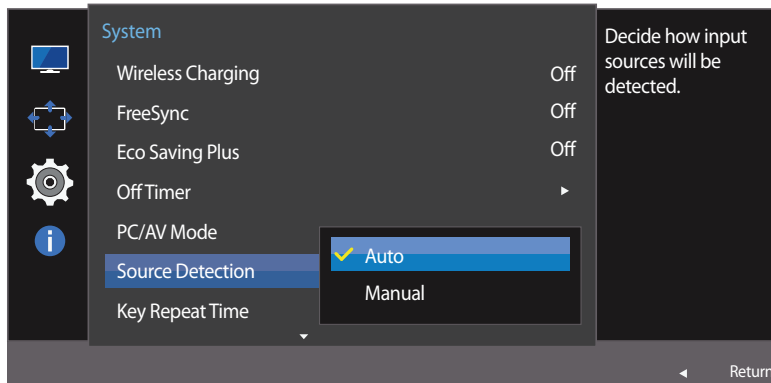 System
Wireless Charging Off
FreeSync Off
Eco Saving Plus Off
Off Timer
PC/AV Mode
Source Detection
Key Repeat Time
Auto
Manual
Decide how input
sources will be
detected.
Return